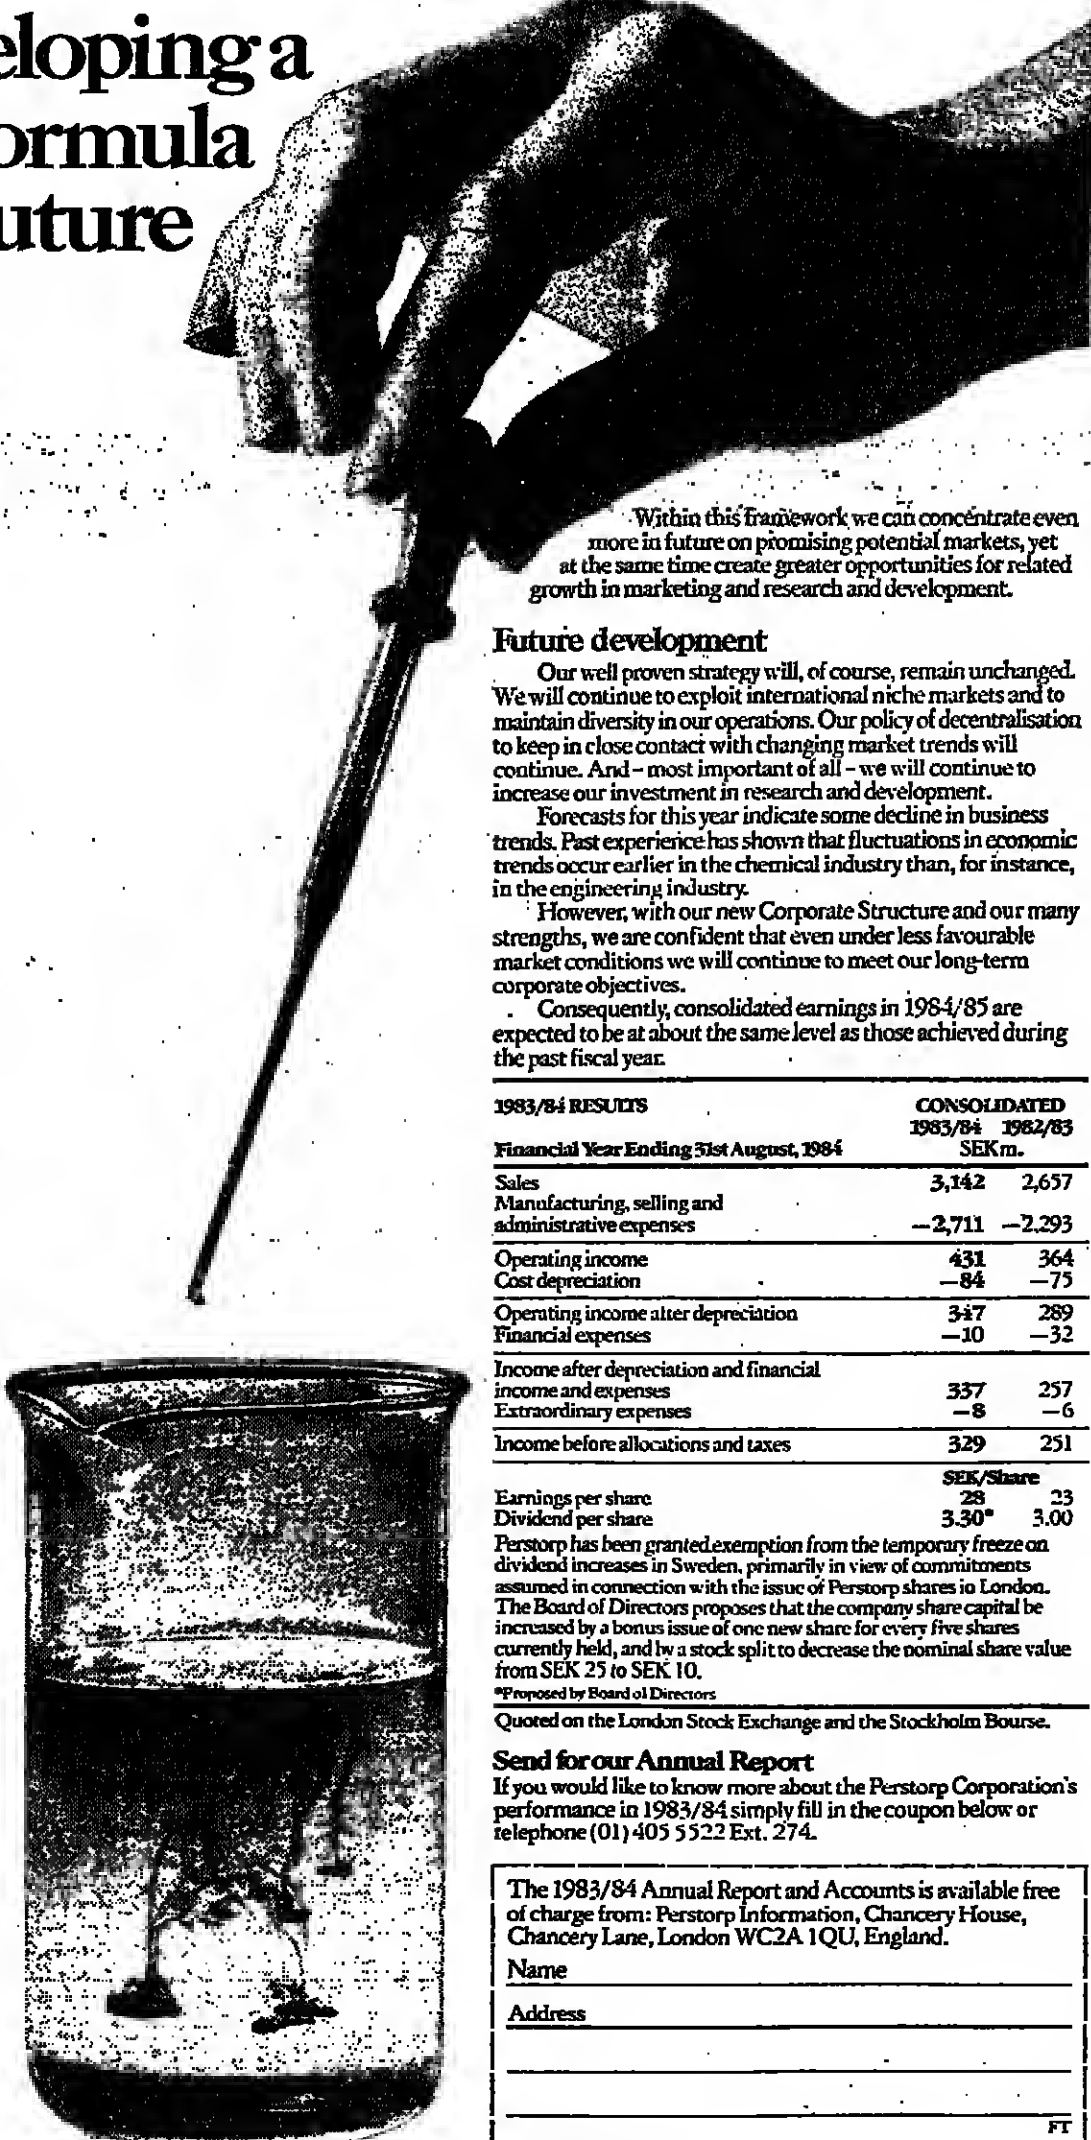 eloping a
ormula
uture
Within this framework we can concentrate even
more in future on promising potential markets, yet
at the same time create greater opportunities for related
growth in marketing and research and development.
Future development
Our well proven strategy will, of course, remain unchanged.
We will continue to exploit international niche markets and to
maintain diversity in our operations. Our policy of decentralisation
to keep in close contact with changing market trends will
continue. And – most important of all – we will continue to
increase our investment in research and development.
Forecasts for this year indicate some decline in business
trends. Past experience has shown that fluctuations in economic
trends occur earlier in the chemical industry than, for instance,
in the engineering industry.
However, with our new Corporate Structure and our many
strengths, we are confident that even under less favourable
market conditions we will continue to meet our long-term
corporate objectives.
Consequently, consolidated earnings in 1984/85 are
expected to be at about the same level as those achieved during
the past fiscal year.
1983/84 RESULTS CONSOLIDATED
1983/84 1982/83
Financial Year Ending 31st August, 1984 SEKm.
Sales 3,142 2,657
Manufacturing, selling and
administrative expenses –2,711 –2,293
Operating income 431 364
Cost depreciation –84 –75
Operating income after depreciation 347 289
Financial expenses –10 –32
Income after depreciation and financial
income and expenses 337 257
Extraordinary expenses –8 –6
Income before allocations and taxes 329 251
SEK/Share
Earnings per share 28 23
Dividend per share 3.30* 3.00
Perstorp has been granted exemption from the temporary freeze on
dividend increases in Sweden, primarily in view of commitments
assumed in connection with the issue of Perstorp shares in London.
The Board of Directors proposes that the company share capital be
increased by a bonus issue of one new share for every five shares
currently held, and by a stock split to decrease the nominal share value
from SEK 25 to SEK 10.
*Proposed by Board of Directors
Quoted on the London Stock Exchange and the Stockholm Bourse.
Send for our Annual Report
If you would like to know more about the Perstorp Corporation's
performance in 1983/84 simply fill in the coupon below or
telephone (01) 405 5522 Ext. 274.
The 1983/84 Annual Report and Accounts is available free
of charge from: Perstorp Information, Chancery House,
Chancery Lane, London WC2A 1QU, England.
Name
Address
FT